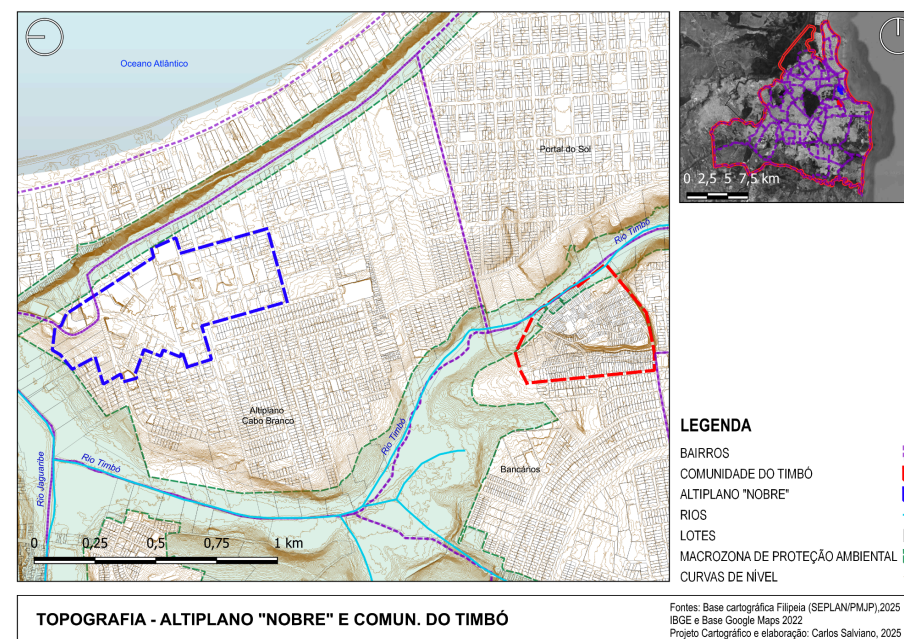 Oceano Atlântico
Portal do Sol
Rio Timbó
Altiplano
Cabo Branco
Rio Timbó
Rio Timbó
Rio Jaguaribe
Bancários
0 0,25 0,5 0,75 1 km
0 2,5 5 7,5 km
LEGENDA
BAIRROS
COMUNIDADE DO TIMBÓ
ALTIPLANO "NOBRE"
RIOS
LOTES
MACROZONA DE PROTEÇÃO AMBIENTAL
CURVAS DE NÍVEL
TOPOGRAFIA - ALTIPLANO "NOBRE" E COMUN. DO TIMBÓ
Fontes: Base cartográfica Filipeia (SEPLAN/PMJP),2025
IBGE e Base Google Maps 2022
Projeto Cartográfico e elaboração: Carlos Salviano, 2025